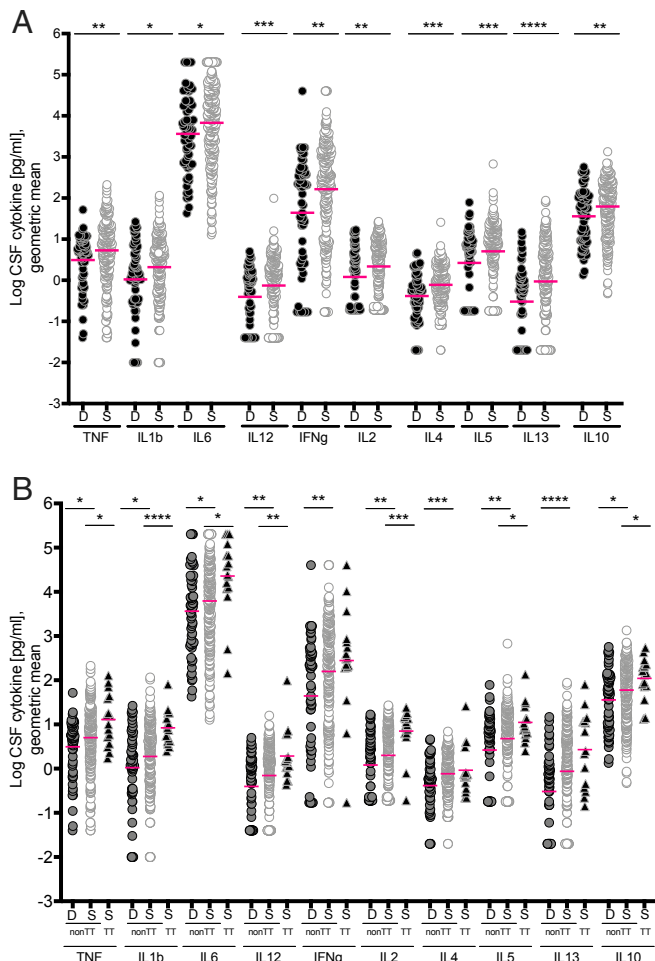 A
** * * *** ** ** *** *** **** **
Log CSF cytokine [pg/ml],
geometric mean
6
5
4
3
2
1
0
-1
-2
-3
D S D S D S D S D S D S D S D S D S D S
TNF IL1b IL6 IL12 IFNg IL2 IL4 IL5 IL13 IL10
B
* * * ** ** ** *** ** **** *
* **** * ** *** * *
Log CSF cytokine [pg/ml],
geometric mean
6
5
4
3
2
1
0
-1
-2
-3
D S S D S S D S S D S S D S S D S S D S S D S S D S S D S S
nonTT TT nonTT TT nonTT TT nonTT TT nonTT TT nonTT TT nonTT TT nonTT TT nonTT TT nonTT TT
TNF IL1b IL6 IL12 IFNg IL2 IL4 IL5 IL13 IL10